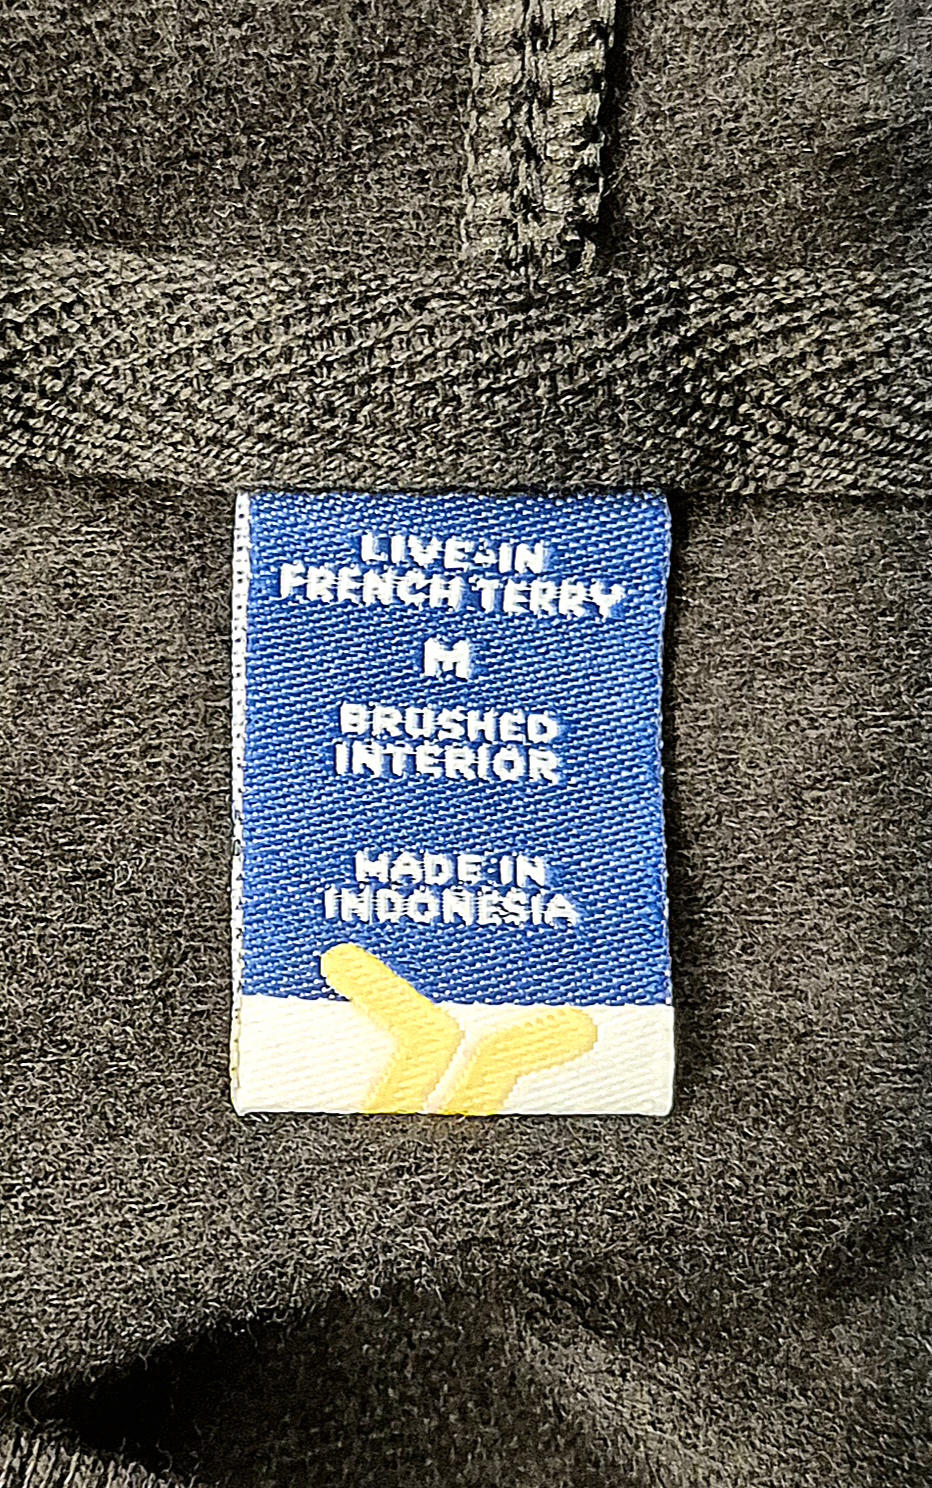 LIVE-IN
FRENCH TERRY
M
BRUSHED
INTERIOR
MADE IN
INDONESIA